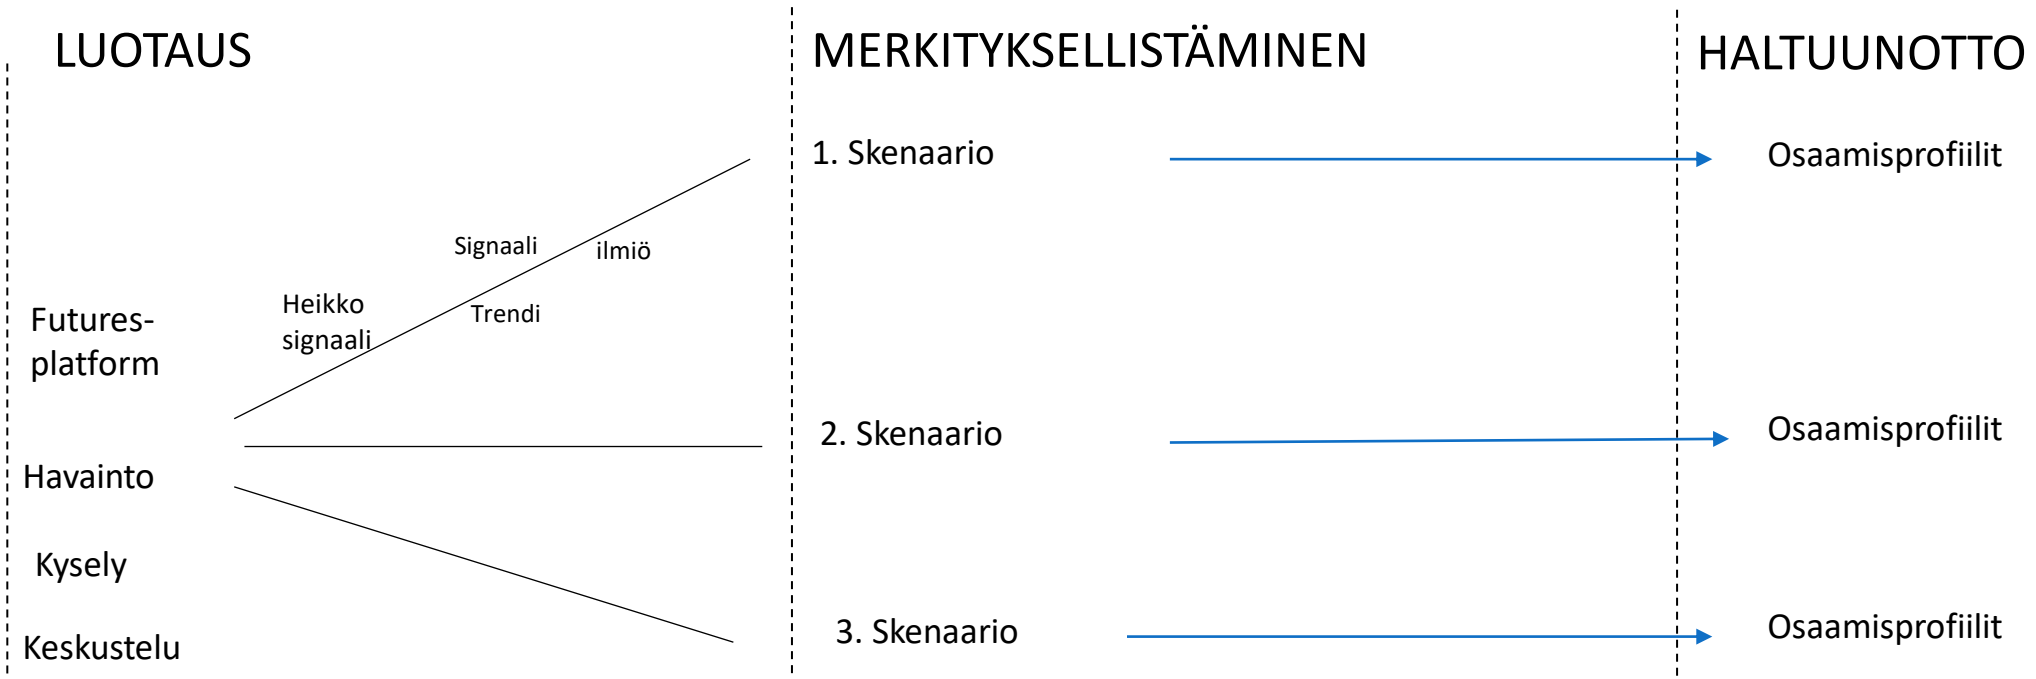 LUOTAUS
MERKITYKSELLISTÄMINEN
HALTUUNOTTO
1. Skenaario
Osaamisprofiilit
Signaali
ilmiö
Heikko
signaali
Trendi
Futures-
platform
2. Skenaario
Osaamisprofiilit
Havainto
Kysely
3. Skenaario
Osaamisprofiilit
Keskustelu